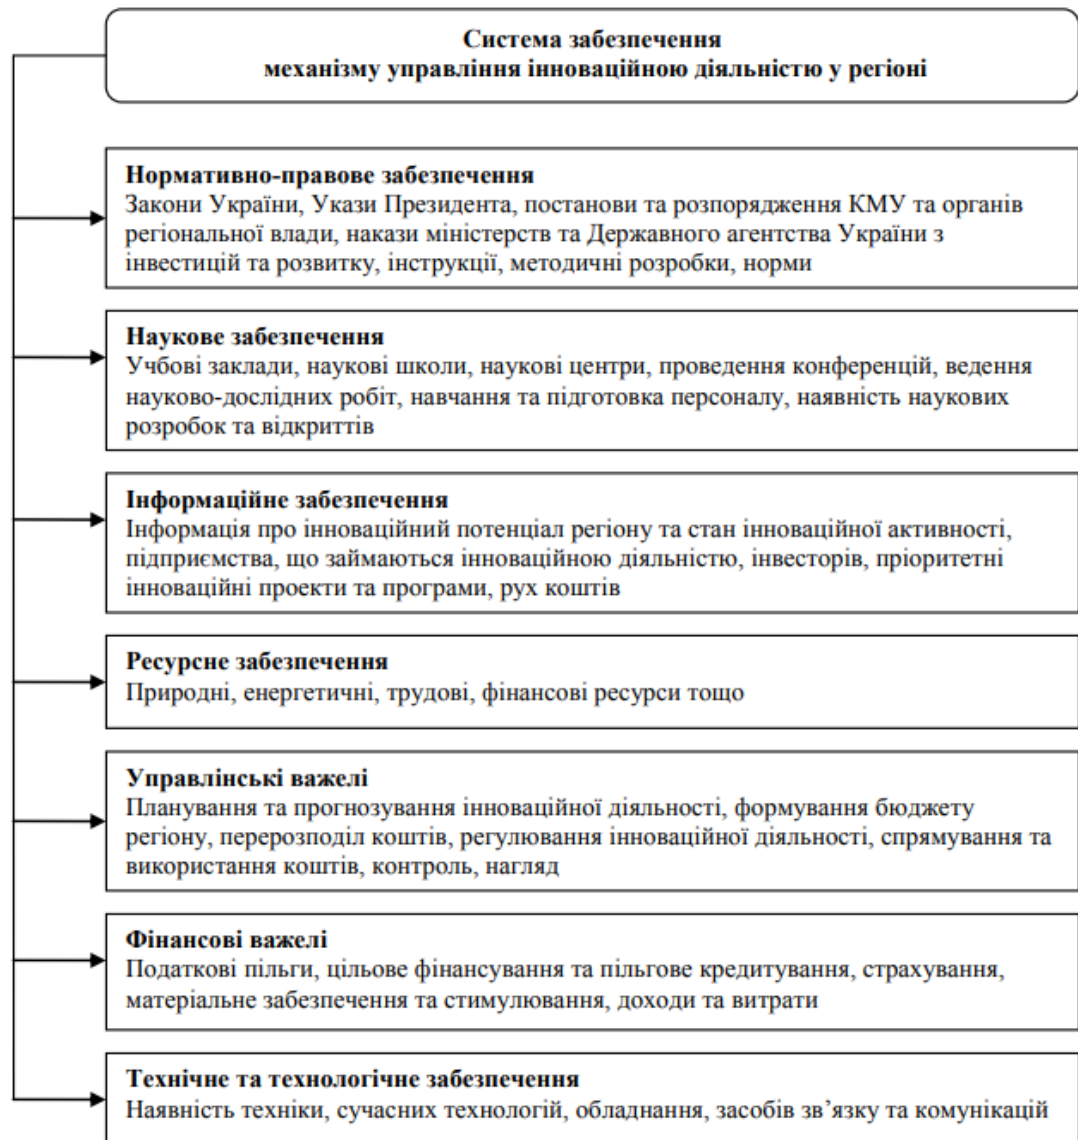 Система забезпечення
механізму управління інноваційною діяльністю у регіоні
Нормативно-правове забезпечення
Закони України, Укази Президента, постанови та розпорядження КМУ та органів
регіональної влади, накази міністерств та Державного агентства України з
інвестицій та розвитку, інструкції, методичні розробки, норми
Наукове забезпечення
Учбові заклади, наукові школи, наукові центри, проведення конференцій, ведення
науково-дослідних робіт, навчання та підготовка персоналу, наявність наукових
розробок та відкриттів
Інформаційне забезпечення
Інформація про інноваційний потенціал регіону та стан інноваційної активності,
підприємства, що займаються інноваційною діяльністю, інвесторів, пріоритетні
інноваційні проекти та програми, рух коштів
Ресурсне забезпечення
Природні, енергетичні, трудові, фінансові ресурси тощо
Управлінські важелі
Планування та прогнозування інноваційної діяльності, формування бюджету
регіону, перерозподіл коштів, регулювання інноваційної діяльності, спрямування та
використання коштів, контроль, нагляд
Фінансові важелі
Податкові пільги, цільове фінансування та пільгове кредитування, страхування,
матеріальне забезпечення та стимулювання, доходи та витрати
Технічне та технологічне забезпечення
Наявність техніки, сучасних технологій, обладнання, засобів зв’язку та комунікацій